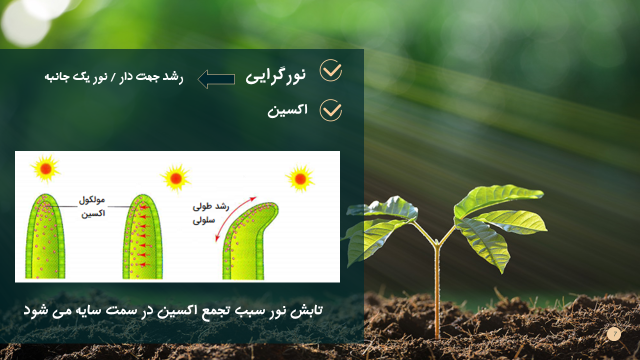 نورگرایی
رشد جهت دار / نور یک جانبه
اکسین
مولکول
اکسین
رشد طولی
سلولی
تابش نور سبب تجمع اکسین در سمت سایه می شود